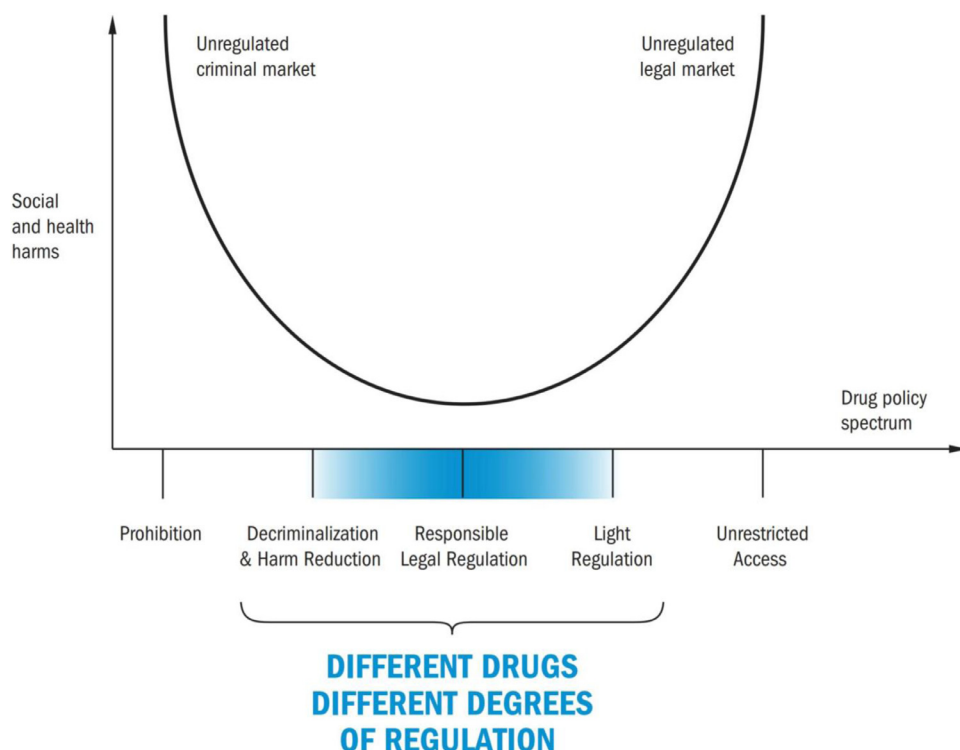 Unregulated
criminal market
Unregulated
legal market
Social
and health
harms
Drug policy
spectrum
Prohibition
Decriminalization
& Harm Reduction
Responsible
Legal Regulation
Light
Regulation
Unrestricted
Access
DIFFERENT DRUGS
DIFFERENT DEGREES
OF REGULATION